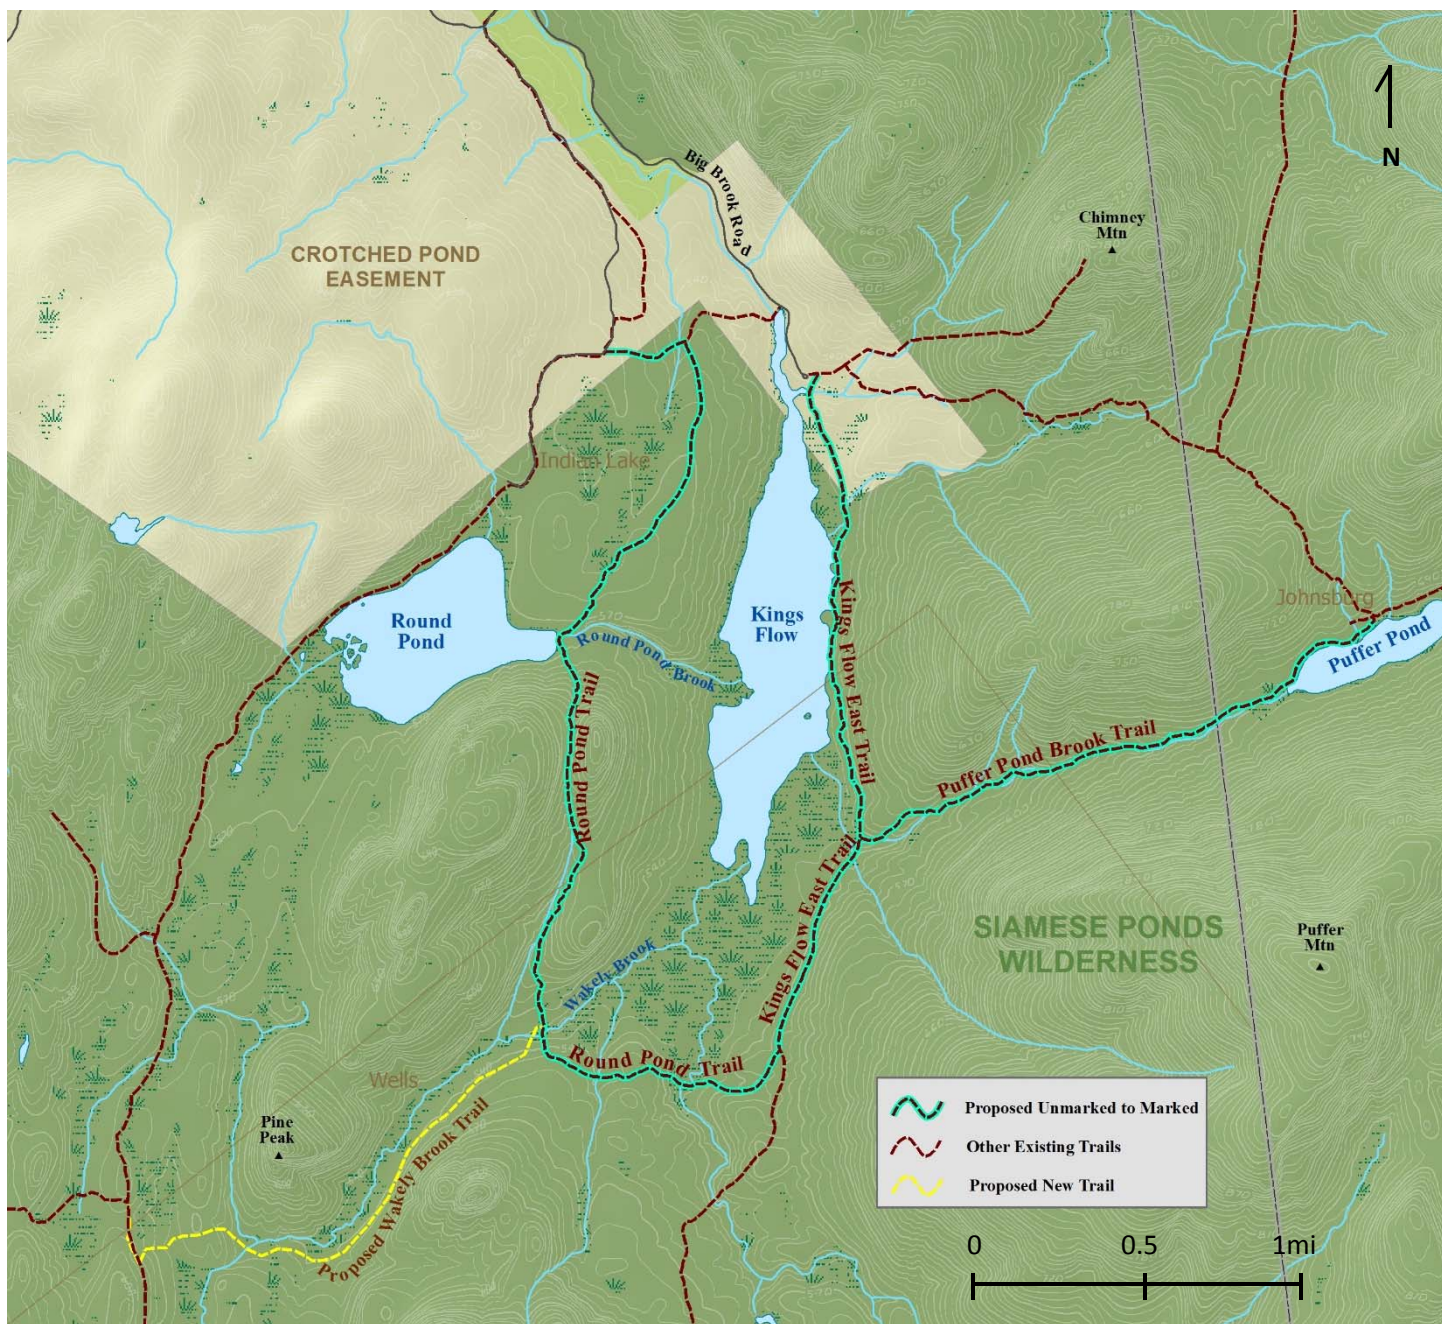 N
Big Brook Road
Chimney
Mtn
CROTCHED POND
EASEMENT
Indian Lake
Round
Pond
Kings
Flow
Round Pond Brook
Kings Flow East Trail
Johnsburg
Puffer Pond
Round Pond Trail
Puffer Pond Brook Trail
Kings Flow East Trail
SIAMESE PONDS
WILDERNESS
Puffer
Mtn
Wakely Brook
Round Pond Trail
Wells
Pine
Peak
Proposed Wakely Brook Trail
Proposed Unmarked to Marked
Other Existing Trails
Proposed New Trail
0 0.5 1mi